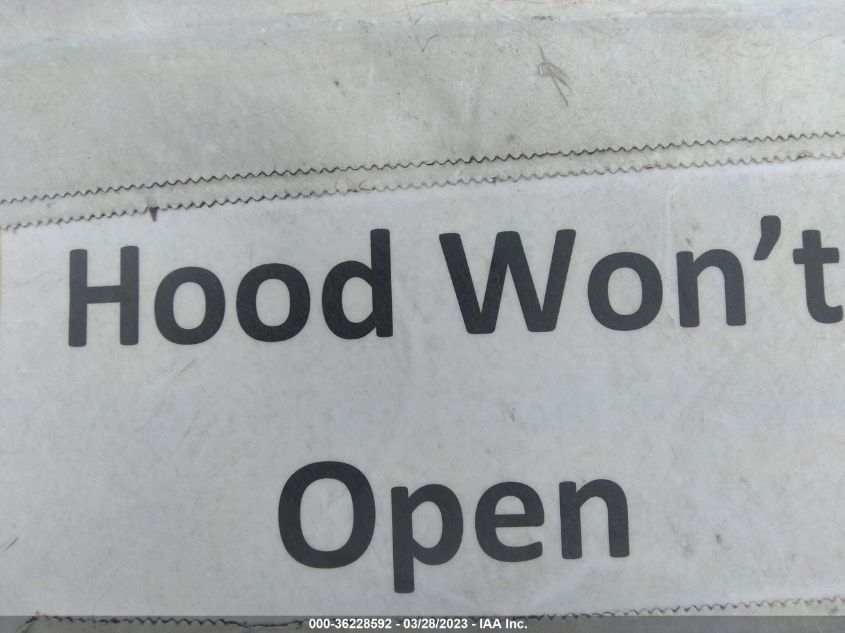 Hood Won’t
Open
000-36228592 - 03/28/2023 - IAA Inc.